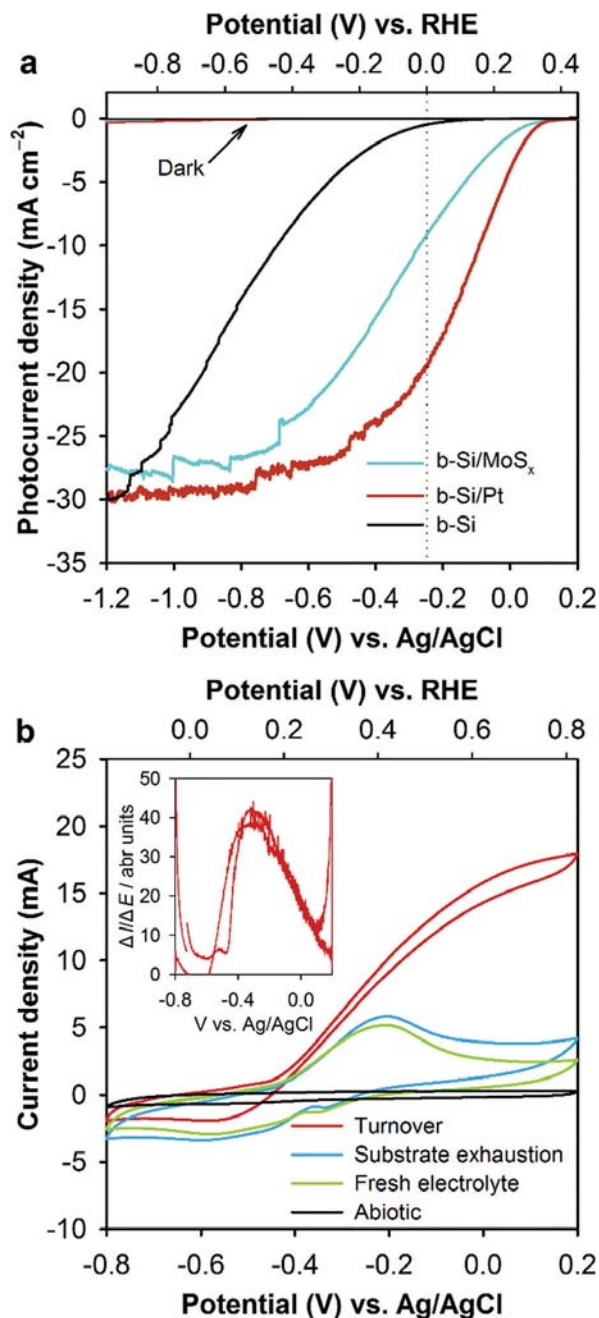 Potential (V) vs. RHE
a
-0.8 -0.6 -0.4 -0.2 0.0 0.2 0.4
0
-5
-10
-15
-20
-25
-30
-35
Photocurrent density (mA cm⁻²)
Dark
b-Si/MoSₓ
b-Si/Pt
b-Si
-1.2 -1.0 -0.8 -0.6 -0.4 -0.2 0.0 0.2
Potential (V) vs. Ag/AgCl
Potential (V) vs. RHE
b
0.0 0.2 0.4 0.6 0.8
25
20
15
10
5
0
-5
-10
Current density (mA)
50
40
30
20
10
0
ΔI/ΔE / abr units
-0.8 -0.4 0.0
V vs. Ag/AgCl
Turnover
Substrate exhaustion
Fresh electrolyte
Abiotic
-0.8 -0.6 -0.4 -0.2 0.0 0.2
Potential (V) vs. Ag/AgCl